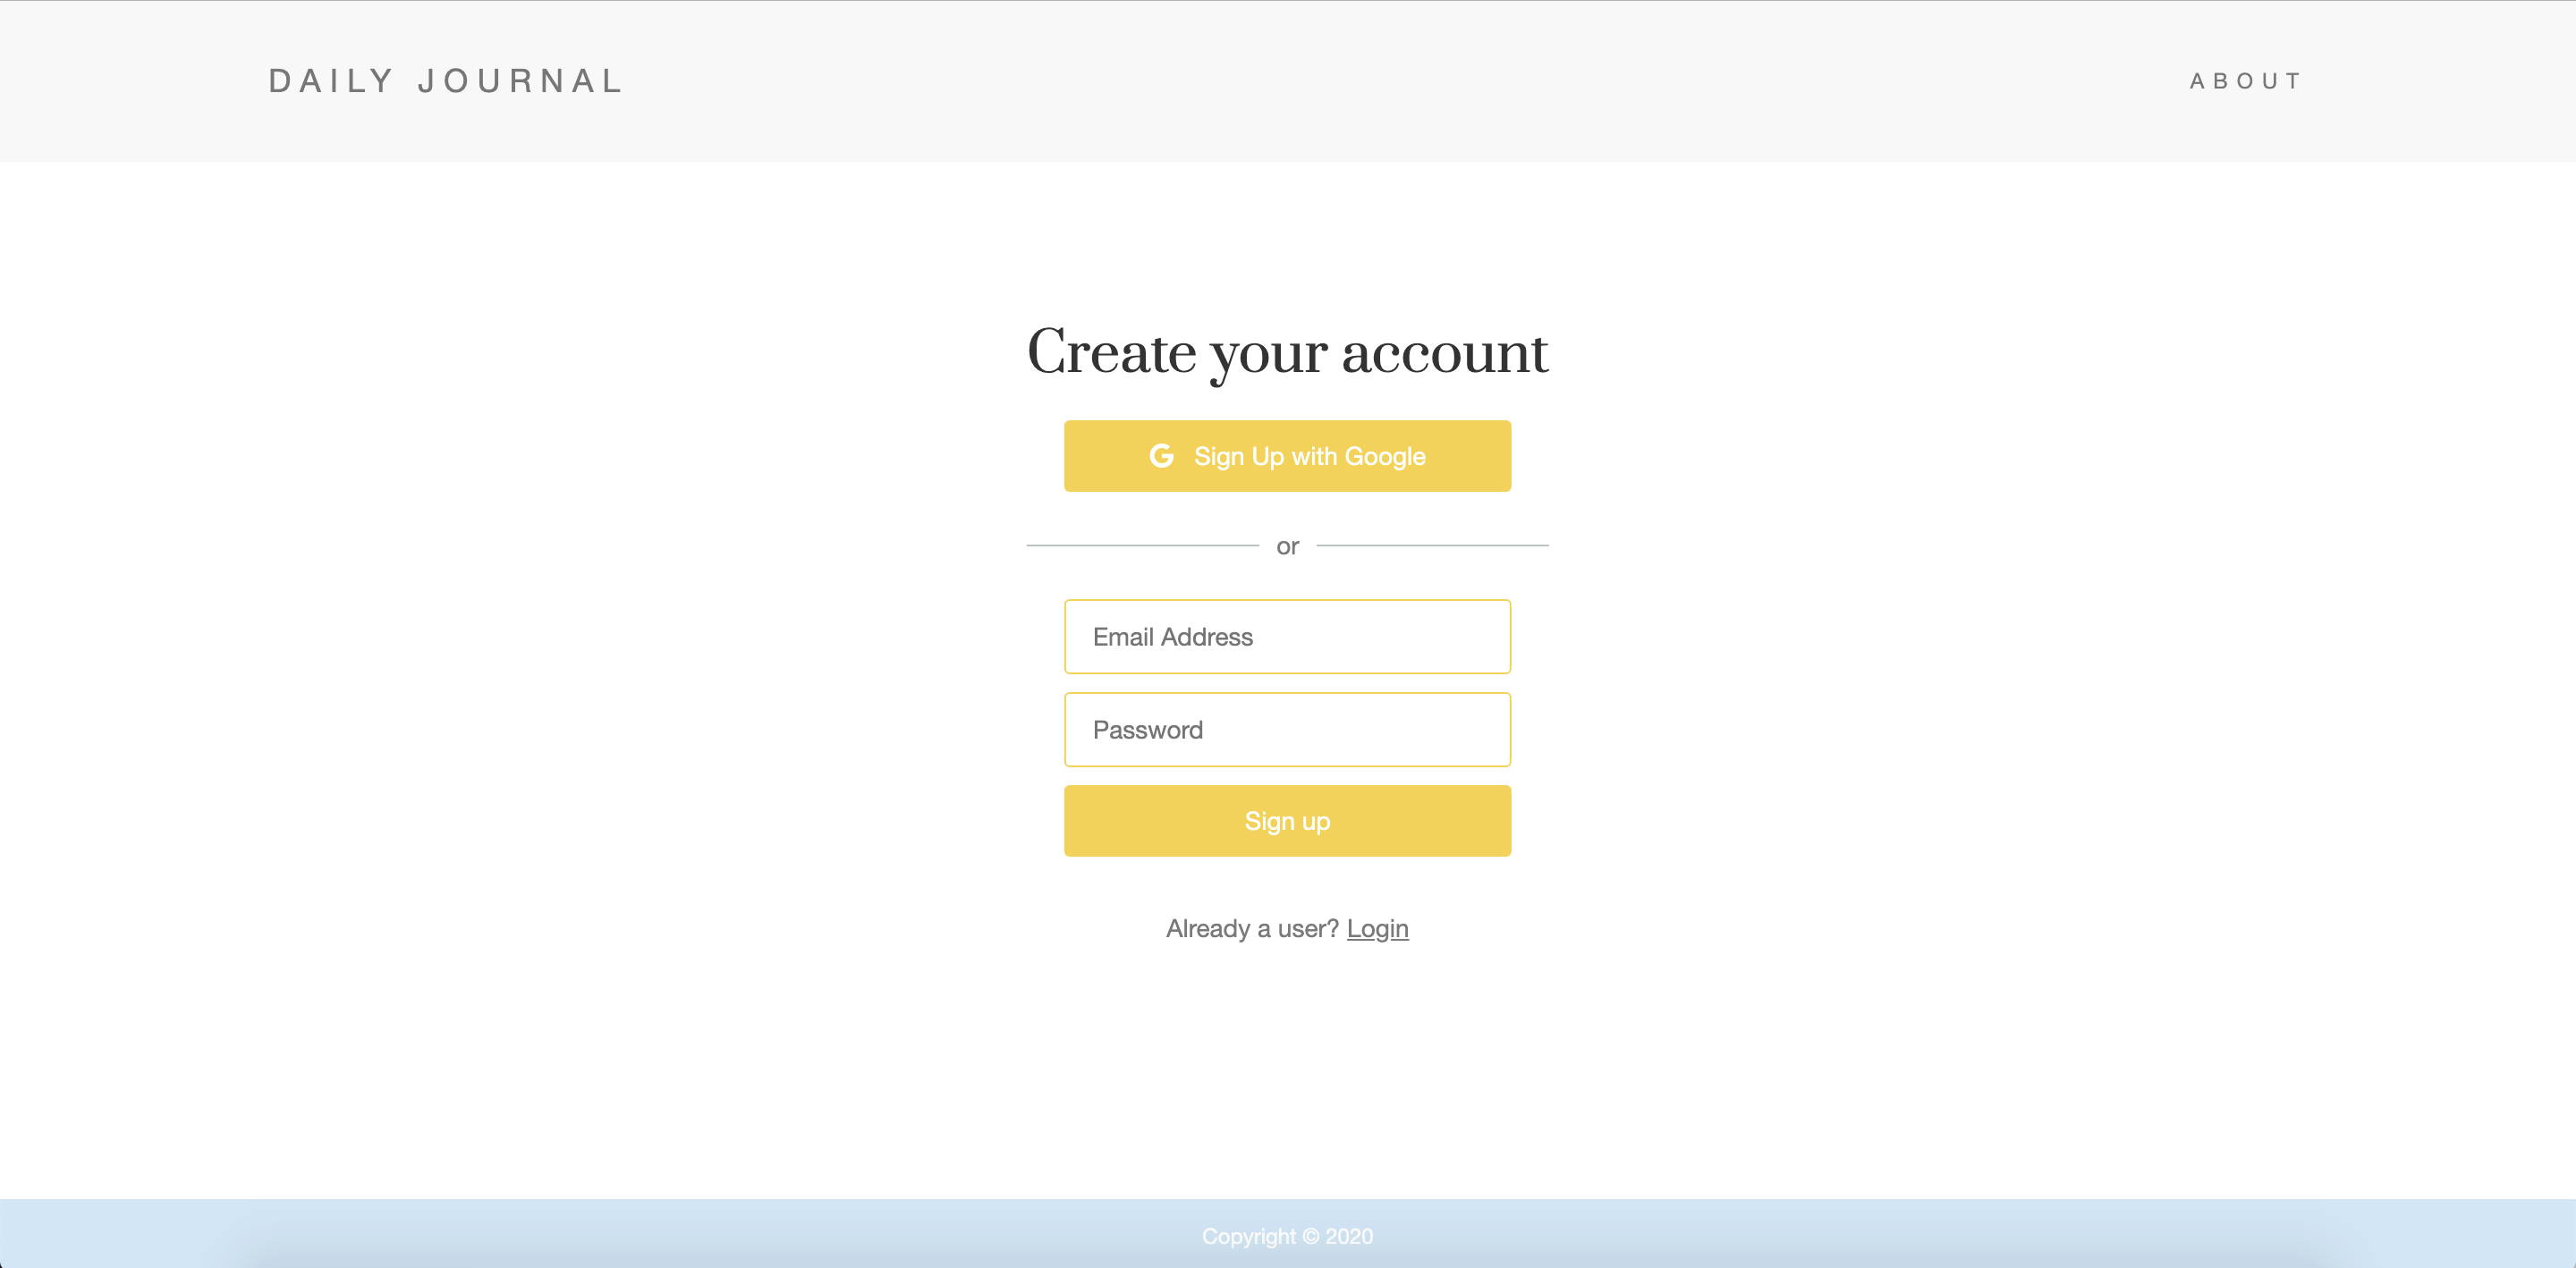 DAILY JOURNAL
ABOUT
Create your account
G Sign Up with Google
or
Email Address
Password
Sign up
Already a user? Login
Copyright © 2020